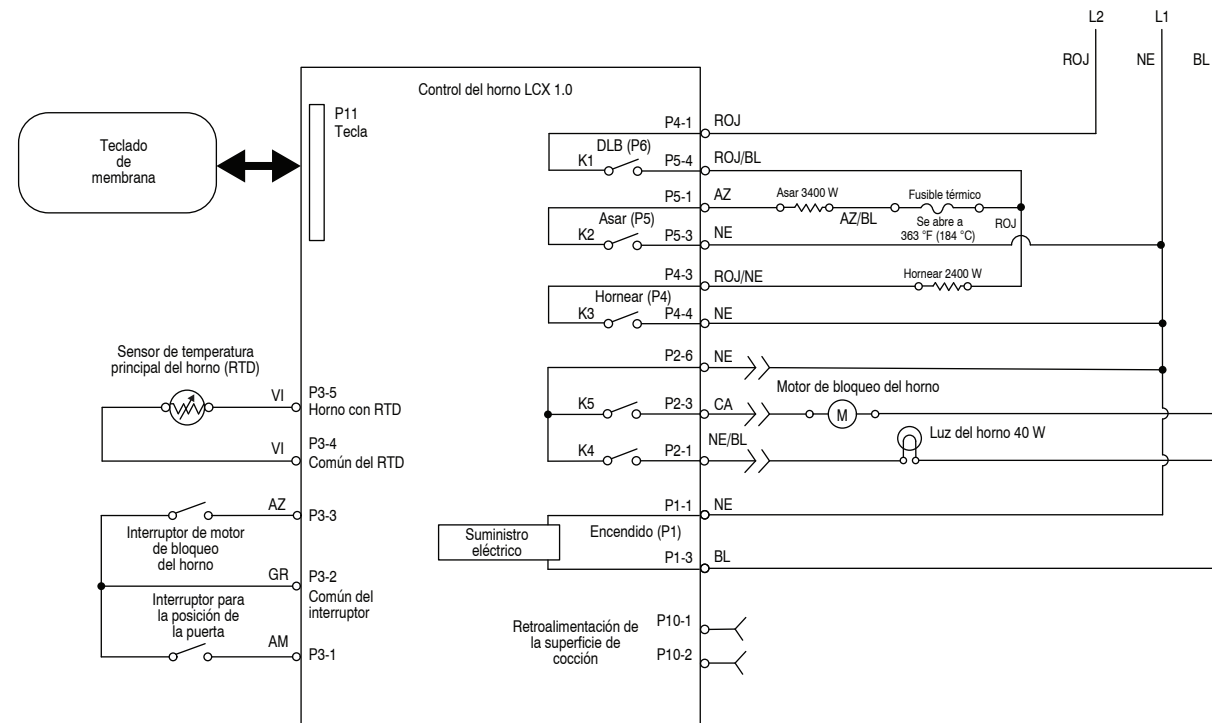 L2
L1
ROJ
NE
BL
Control del horno LCX 1.0
P11
Tecla
Teclado
de
membrana
P4-1
ROJ
DLB (P6)
K1
P5-4
ROJ/BL
P5-1
AZ
Asar 3400 W
AZ/BL
Fusible térmico
Se abre a
363 °F (184 °C)
ROJ
Asar (P5)
K2
P5-3
NE
P4-3
ROJ/NE
Hornear 2400 W
Hornear (P4)
K3
P4-4
NE
Sensor de temperatura
principal del horno (RTD)
VI
P3-5
Horno con RTD
VI
P3-4
Común del RTD
P2-6
NE
Motor de bloqueo del horno
K5
P2-3
CA
M
NE/BL
Luz del horno 40 W
K4
P2-1
AZ
P3-3
Interruptor de motor
de bloqueo
del horno
GR
P3-2
Común del
interruptor
Interruptor para
la posición de
la puerta
AM
P3-1
P1-1
NE
Suministro
eléctrico
Encendido (P1)
P1-3
BL
Retroalimentación de
la superficie de
cocción
P10-1
P10-2